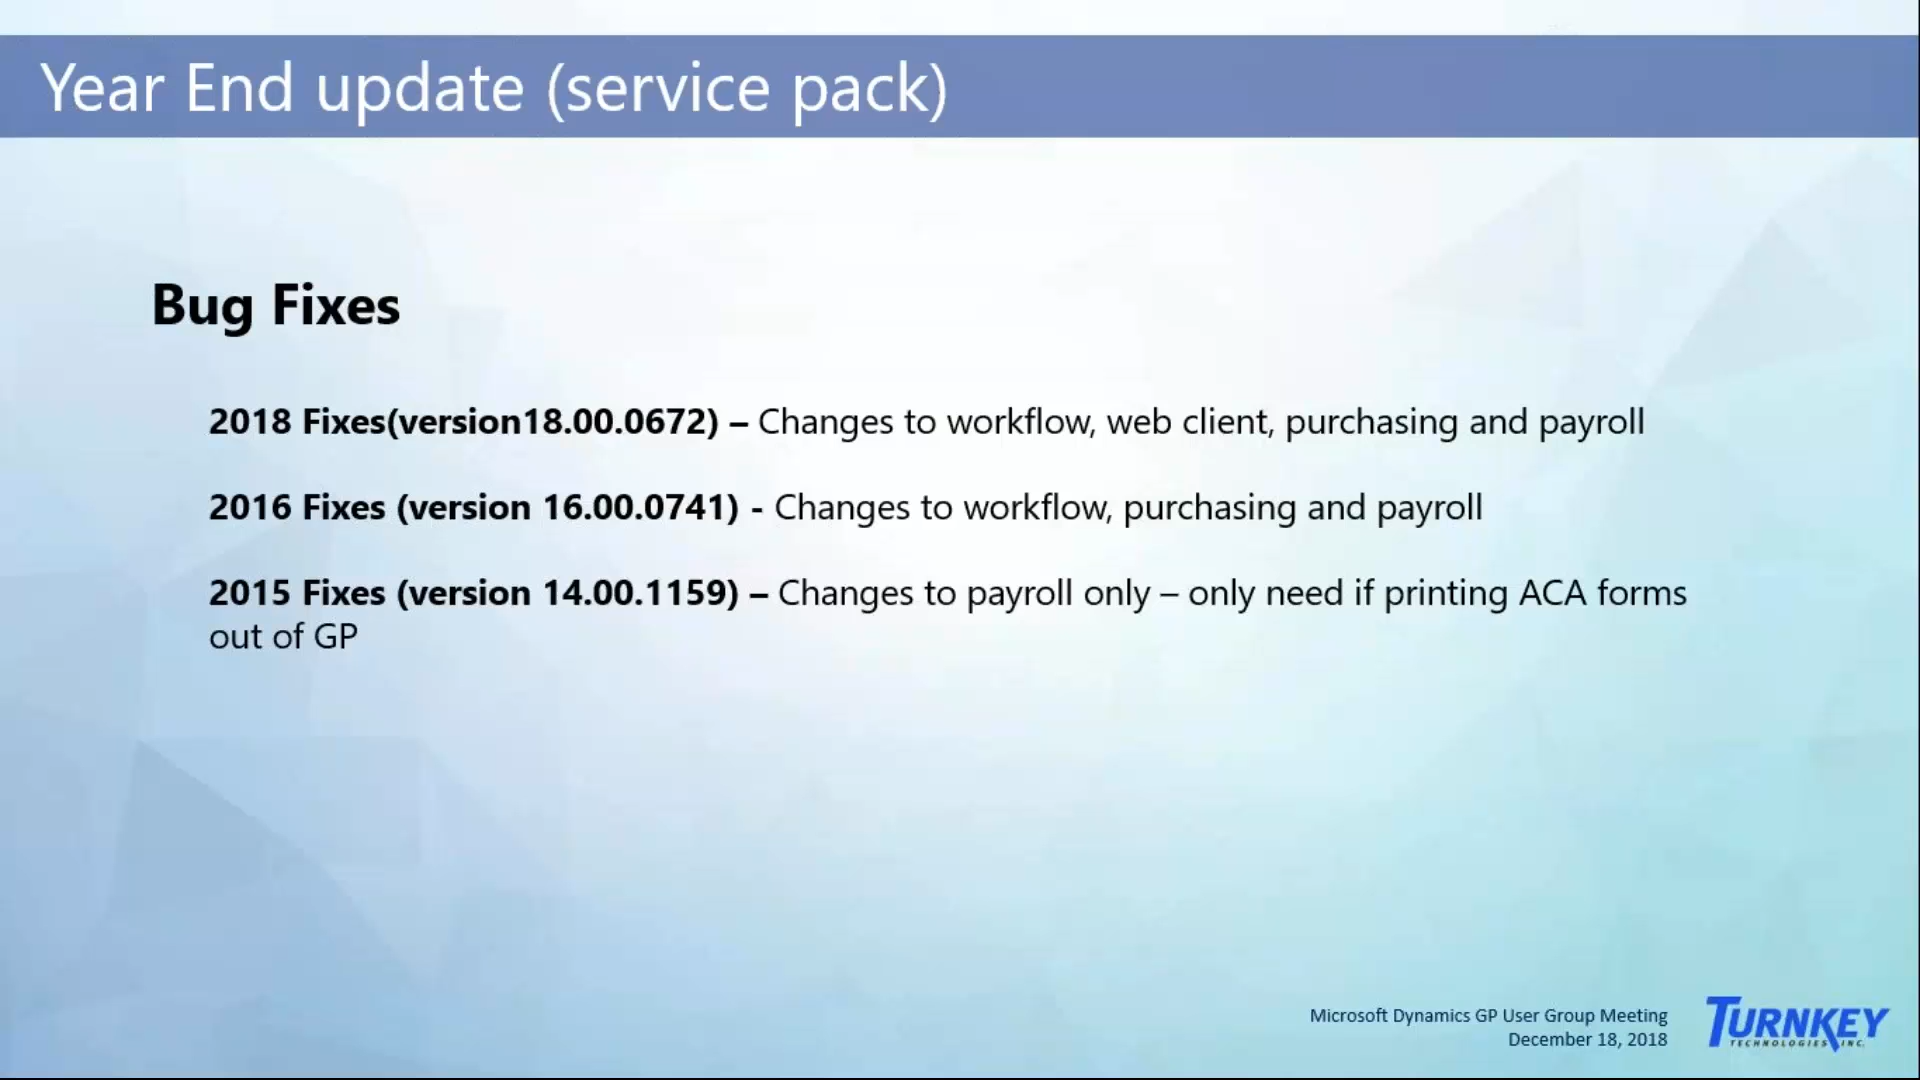 Year End update (service pack)
Bug Fixes
2018 Fixes(version18.00.0672) – Changes to workflow, web client, purchasing and payroll
2016 Fixes (version 16.00.0741) - Changes to workflow, purchasing and payroll
2015 Fixes (version 14.00.1159) – Changes to payroll only – only need if printing ACA forms
out of GP
Microsoft Dynamics GP User Group Meeting
December 18, 2018
TURNKEY
TECHNOLOGIES, INC.